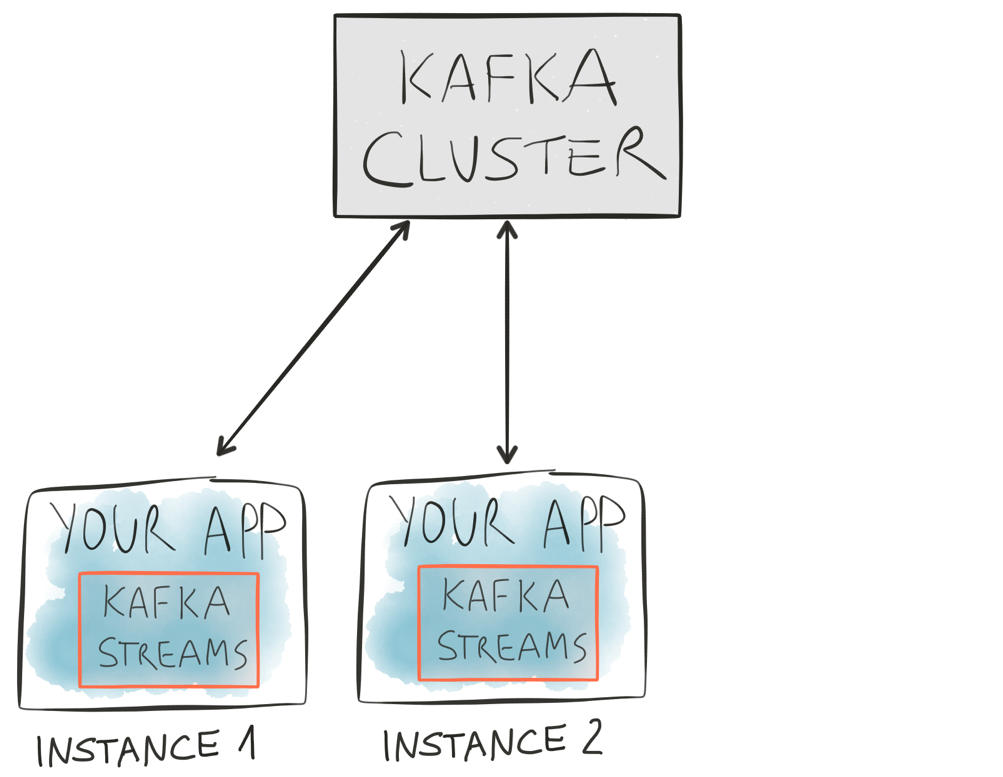 KAFKA
CLUSTER
YOUR APP
KAFKA
STREAMS
INSTANCE 1
YOUR APP
KAFKA
STREAMS
INSTANCE 2